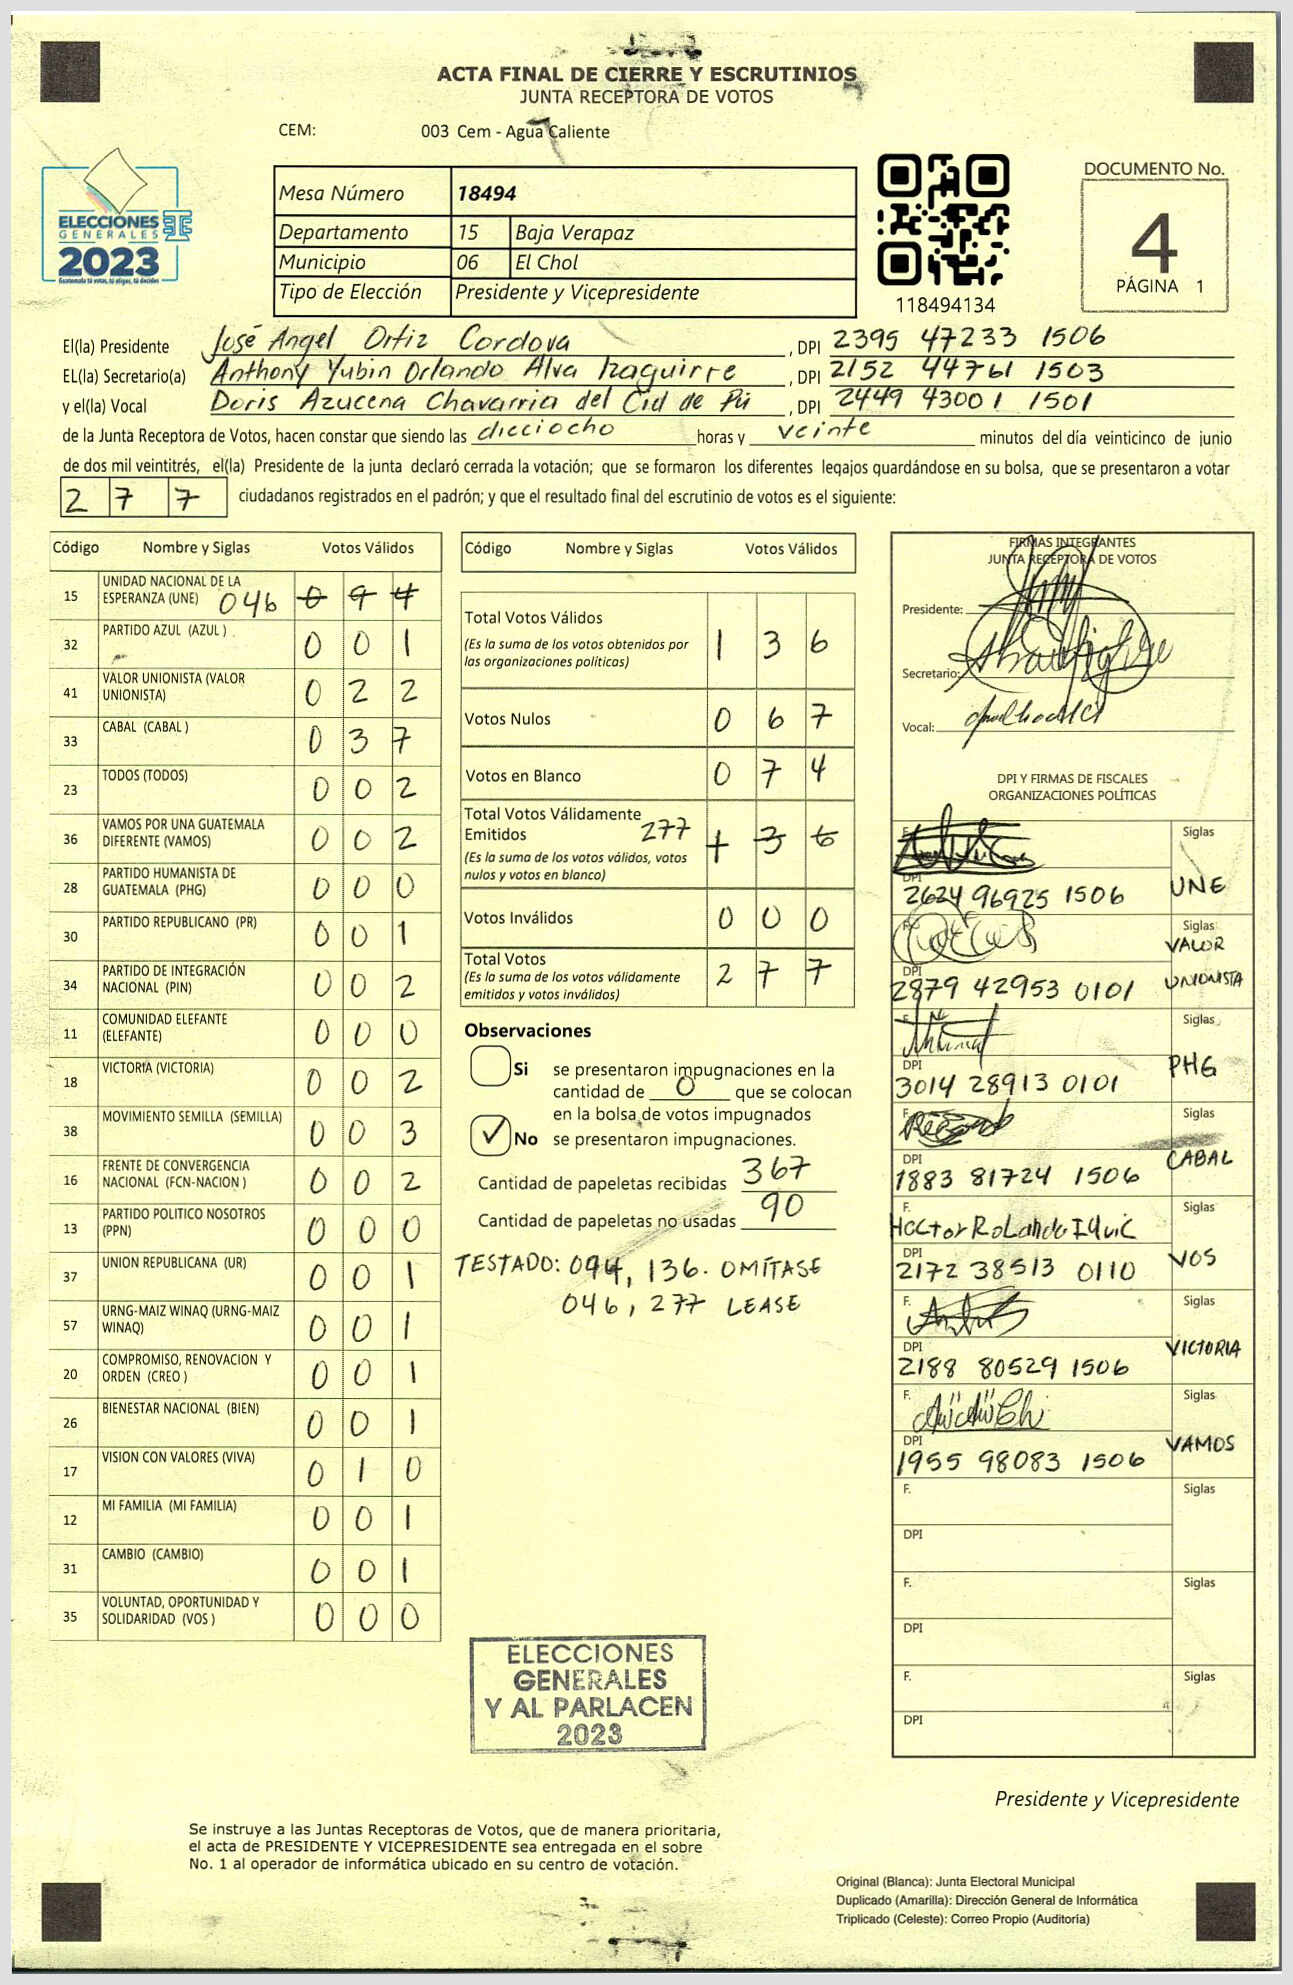 ACTA FINAL DE CIERRE Y ESCRUTINIOS
JUNTA RECEPTORA DE VOTOS
CEM: 003 Cem - Agua Caliente
ELECCIONES
GENERALES
2023
Guatemala tú votas, tú eliges, tú decides
Mesa Número 18494
Departamento 15 Baja Verapaz
Municipio 06 El Chol
Tipo de Elección Presidente y Vicepresidente
118494134
DOCUMENTO No.
4
PÁGINA 1
El(la) Presidente José Angel Ortiz Cordova, DPI 2395 47233 1506
EL(la) Secretario(a) Anthony Yubin Orlando Alva Izaguirre, DPI 2152 44761 1503
y el(la) Vocal Doris Azucena Chavarria del Cid de Pú, DPI 2449 43001 1501
de la Junta Receptora de Votos, hacen constar que siendo las diciocho horas y veinte minutos del día veinticinco de junio
de dos mil veintitrés, el(la) Presidente de la junta declaró cerrada la votación; que se formaron los diferentes legajos guardándose en su bolsa, que se presentaron a votar
2 7 7 ciudadanos registrados en el padrón; y que el resultado final del escrutinio de votos es el siguiente:
Código Nombre y Siglas Votos Válidos
15 UNIDAD NACIONAL DE LA ESPERANZA (UNE) 046 0 9 4
32 PARTIDO AZUL (AZUL ) 0 0 1
41 VALOR UNIONISTA (VALOR UNIONISTA) 0 2 2
33 CABAL (CABAL ) 0 3 7
23 TODOS (TODOS) 0 0 2
36 VAMOS POR UNA GUATEMALA DIFERENTE (VAMOS) 0 0 2
28 PARTIDO HUMANISTA DE GUATEMALA (PHG) 0 0 0
30 PARTIDO REPUBLICANO (PR) 0 0 1
34 PARTIDO DE INTEGRACIÓN NACIONAL (PIN) 0 0 2
11 COMUNIDAD ELEFANTE (ELEFANTE) 0 0 0
18 VICTORIA (VICTORIA) 0 0 2
38 MOVIMIENTO SEMILLA (SEMILLA) 0 0 3
16 FRENTE DE CONVERGENCIA NACIONAL (FCN-NACION ) 0 0 2
13 PARTIDO POLITICO NOSOTROS (PPN) 0 0 0
37 UNION REPUBLICANA (UR) 0 0 1
57 URNG-MAIZ WINAQ (URNG-MAIZ WINAQ) 0 0 1
20 COMPROMISO, RENOVACION Y ORDEN (CREO ) 0 0 1
26 BIENESTAR NACIONAL (BIEN) 0 0 1
17 VISION CON VALORES (VIVA) 0 1 0
12 MI FAMILIA (MI FAMILIA) 0 0 1
31 CAMBIO (CAMBIO) 0 0 1
35 VOLUNTAD, OPORTUNIDAD Y SOLIDARIDAD (VOS ) 0 0 0
Código Nombre y Siglas Votos Válidos
Total Votos Válidos 1 3 6
(Es la suma de los votos obtenidos por
las organizaciones políticas)
Votos Nulos 0 6 7
Votos en Blanco 0 7 4
Total Votos Válidamente
Emitidos 277 1 3 6
(Es la suma de los votos válidos, votos
nulos y votos en blanco)
Votos Inválidos 0 0 0
Total Votos 2 7 7
(Es la suma de los votos válidamente
emitidos y votos inválidos)
Observaciones
Si se presentaron impugnaciones en la
cantidad de 0 que se colocan
en la bolsa de votos impugnados
✓ No se presentaron impugnaciones.
Cantidad de papeletas recibidas 367
Cantidad de papeletas no usadas 90
TESTADO: 094, 136. OMÍTASE
046, 277 LEASE
ELECCIONES
GENERALES
Y AL PARLACEN
2023
FIRMAS INTEGRANTES
JUNTA RECEPTORA DE VOTOS
Presidente:
Secretario:
Vocal:
DPI Y FIRMAS DE FISCALES
ORGANIZACIONES POLÍTICAS
F. Siglas
DPI 2624 96925 1506 UNE
F. Siglas VALOR
DPI 2879 42953 0101 UNIONISTA
F. Siglas
DPI 3014 28913 0101 PHG
F. Siglas
DPI 1883 81724 1506 CABAL
F. Hector Rolando Iquic Siglas
DPI 2172 38513 0110 VOS
F. Siglas
DPI 2188 80529 1506 VICTORIA
F. Siglas
DPI 1955 98083 1506 VAMOS
F. Siglas
DPI
F. Siglas
DPI
F. Siglas
DPI
Presidente y Vicepresidente
Se instruye a las Juntas Receptoras de Votos, que de manera prioritaria,
el acta de PRESIDENTE Y VICEPRESIDENTE sea entregada en el sobre
No. 1 al operador de informática ubicado en su centro de votación.
Original (Blanca): Junta Electoral Municipal
Duplicado (Amarilla): Dirección General de Informática
Triplicado (Celeste): Correo Propio (Auditoría)